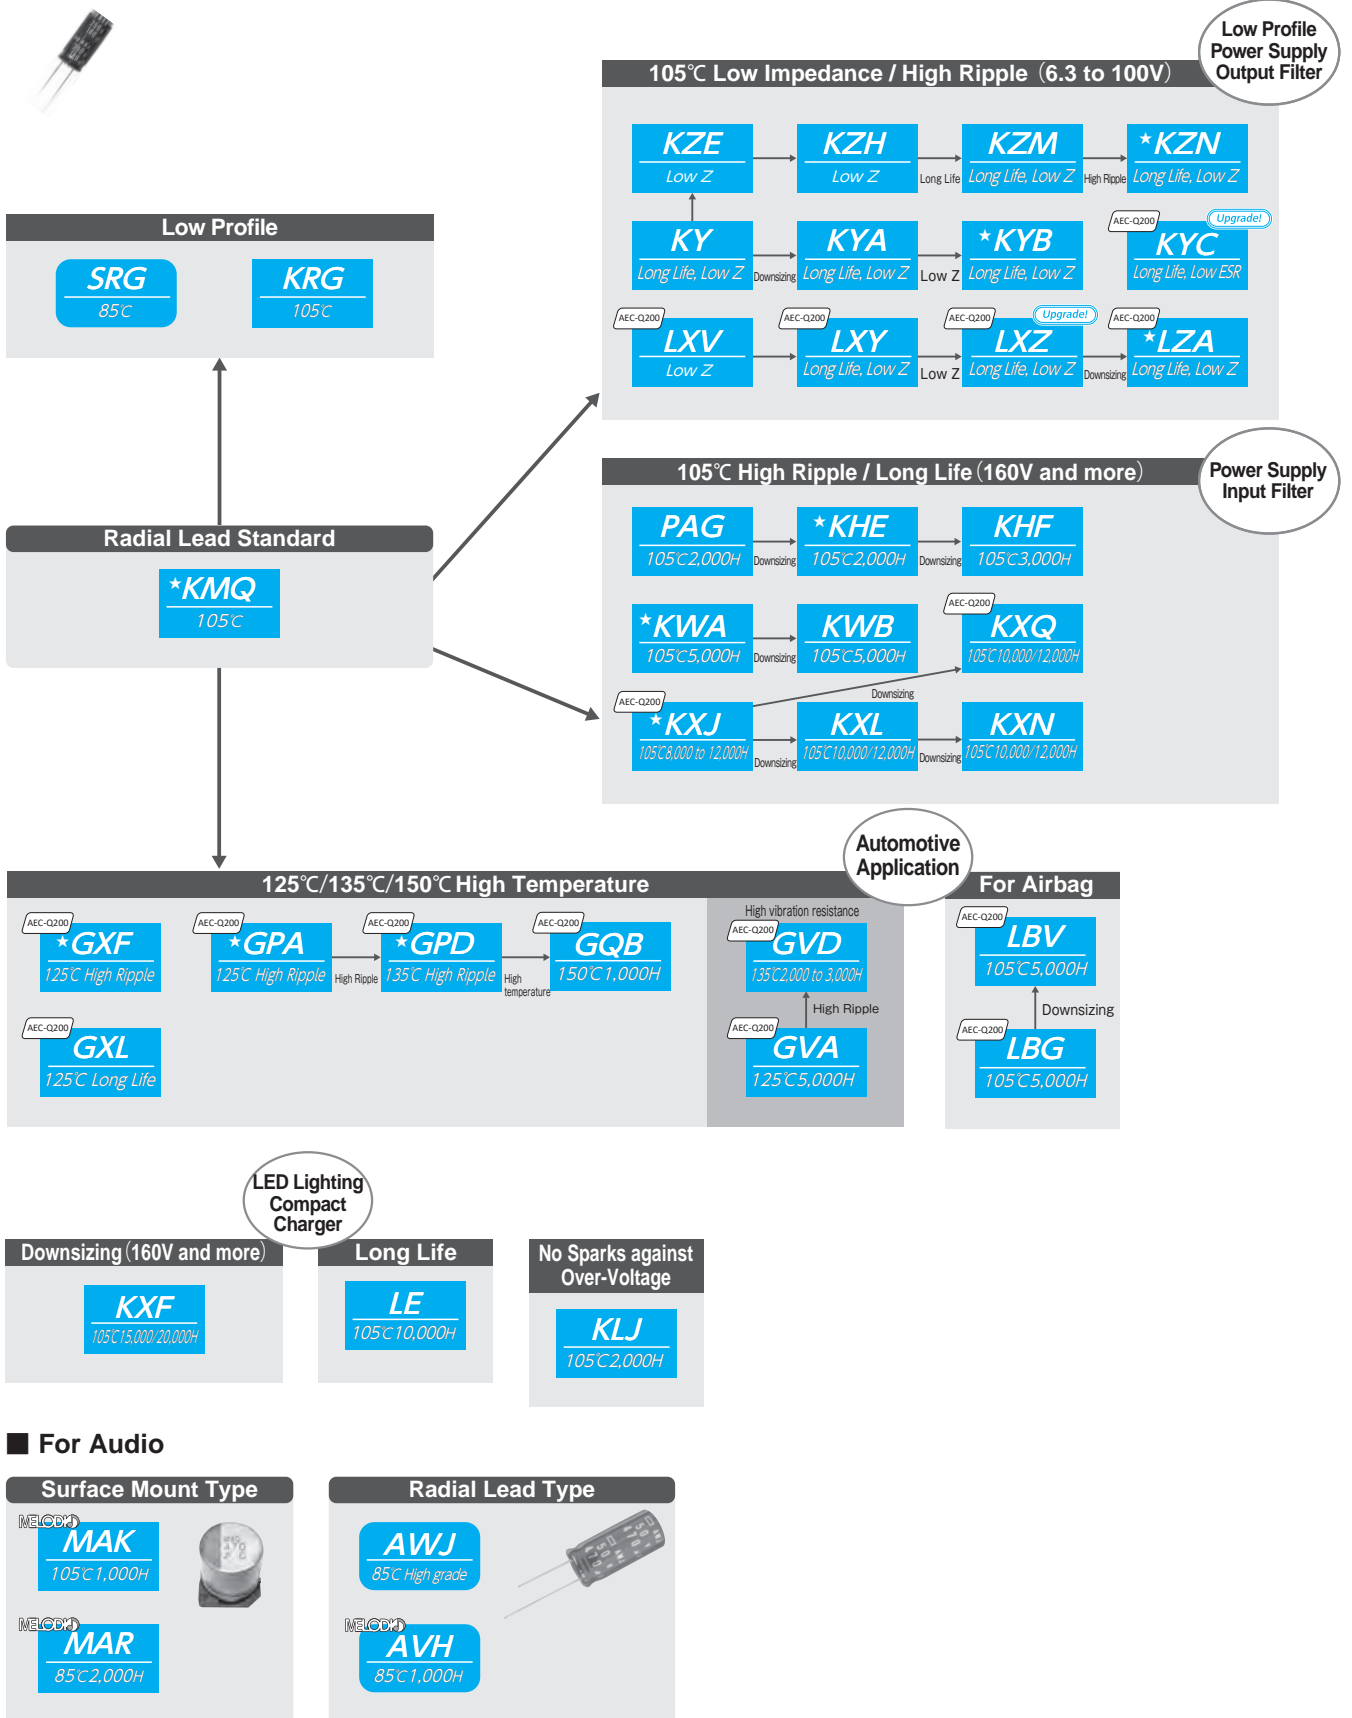 Low Profile
Power Supply
Output Filter
105℃ Low Impedance / High Ripple（6.3 to 100V）
KZE
Low Z
KZH
Low Z
Long Life
KZM
Long Life, Low Z
High Ripple
★KZN
Long Life, Low Z
KY
Long Life, Low Z
Downsizing
KYA
Long Life, Low Z
Low Z
★KYB
Long Life, Low Z
AEC-Q200
Upgrade!
KYC
Long Life, Low ESR
AEC-Q200
LXV
Low Z
AEC-Q200
LXY
Long Life, Low Z
Low Z
AEC-Q200
Upgrade!
LXZ
Long Life, Low Z
Downsizing
AEC-Q200
★LZA
Long Life, Low Z
Low Profile
SRG
85℃
KRG
105℃
Radial Lead Standard
★KMQ
105℃
Power Supply
Input Filter
105℃ High Ripple / Long Life（160V and more）
PAG
105℃2,000H
Downsizing
★KHE
105℃2,000H
Downsizing
KHF
105℃3,000H
★KWA
105℃5,000H
Downsizing
KWB
105℃5,000H
AEC-Q200
KXQ
105℃10,000/12,000H
Downsizing
AEC-Q200
★KXJ
105℃8,000 to 12,000H
Downsizing
KXL
105℃10,000/12,000H
Downsizing
KXN
105℃10,000/12,000H
Automotive
Application
125℃/135℃/150℃ High Temperature
AEC-Q200
★GXF
125℃ High Ripple
AEC-Q200
★GPA
125℃ High Ripple
High Ripple
AEC-Q200
★GPD
135℃ High Ripple
High
temperature
AEC-Q200
GQB
150℃1,000H
AEC-Q200
GXL
125℃ Long Life
High vibration resistance
AEC-Q200
GVD
135℃2,000 to 3,000H
High Ripple
AEC-Q200
GVA
125℃5,000H
For Airbag
AEC-Q200
LBV
105℃5,000H
Downsizing
AEC-Q200
LBG
105℃5,000H
LED Lighting
Compact
Charger
Downsizing（160V and more）
KXF
105℃15,000/20,000H
Long Life
LE
105℃10,000H
No Sparks against
Over-Voltage
KLJ
105℃2,000H
■ For Audio
Surface Mount Type
MELODIO
MAK
105℃1,000H
MELODIO
MAR
85℃2,000H
Radial Lead Type
AWJ
85℃ High grade
MELODIO
AVH
85℃1,000H